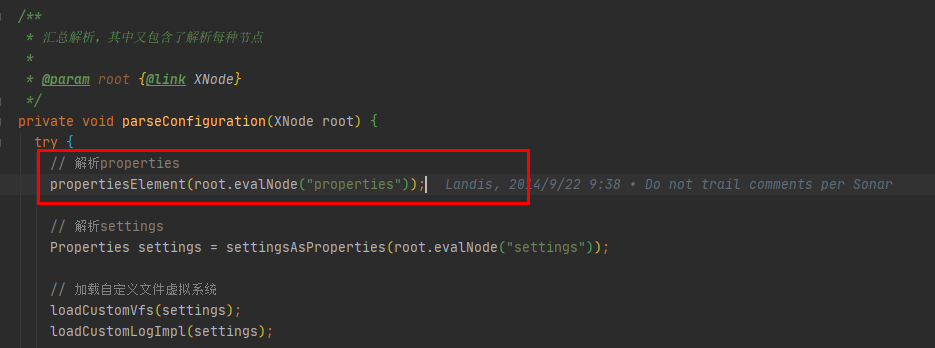 /**
* 汇总解析，其中又包含了解析每种节点
*
* @param root {@link XNode}
*/
private void parseConfiguration(XNode root) {
try {
// 解析properties
propertiesElement(root.evalNode("properties")); Landis, 2014/9/22 9:38 • Do not trail comments per Sonar
// 解析settings
Properties settings = settingsAsProperties(root.evalNode("settings"));
// 加载自定义文件虚拟系统
loadCustomVfs(settings);
loadCustomLogImpl(settings);